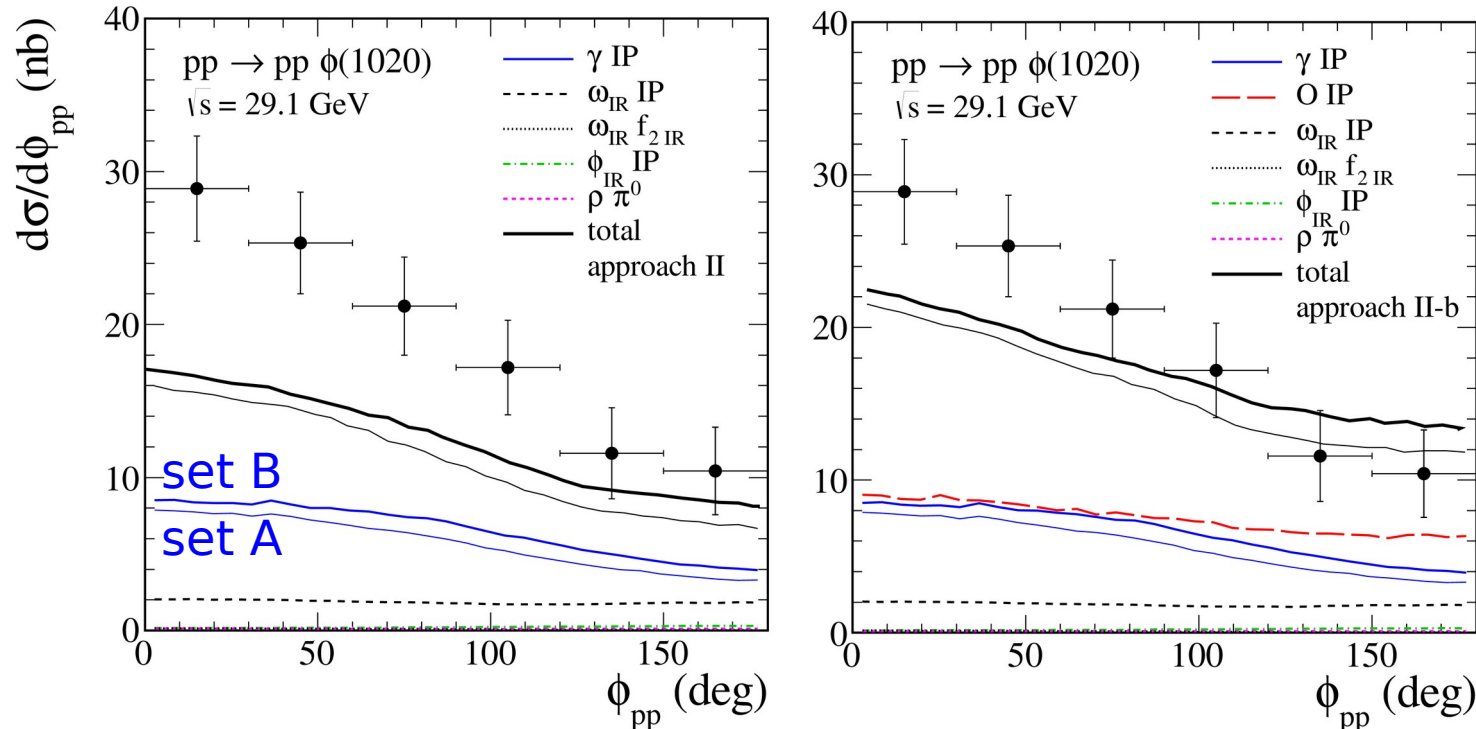 dσ/dϕpp (nb)
40
30
20
10
0
pp → pp ϕ(1020)
√s = 29.1 GeV
γ IP
ωIR IP
ωIR f2 IR
ϕIR IP
ρ π0
total
approach II
set B
set A
0 50 100 150
ϕpp (deg)
40
30
20
10
0
pp → pp ϕ(1020)
√s = 29.1 GeV
γ IP
O IP
ωIR IP
ωIR f2 IR
ϕIR IP
ρ π0
total
approach II-b
0 50 100 150
ϕpp (deg)